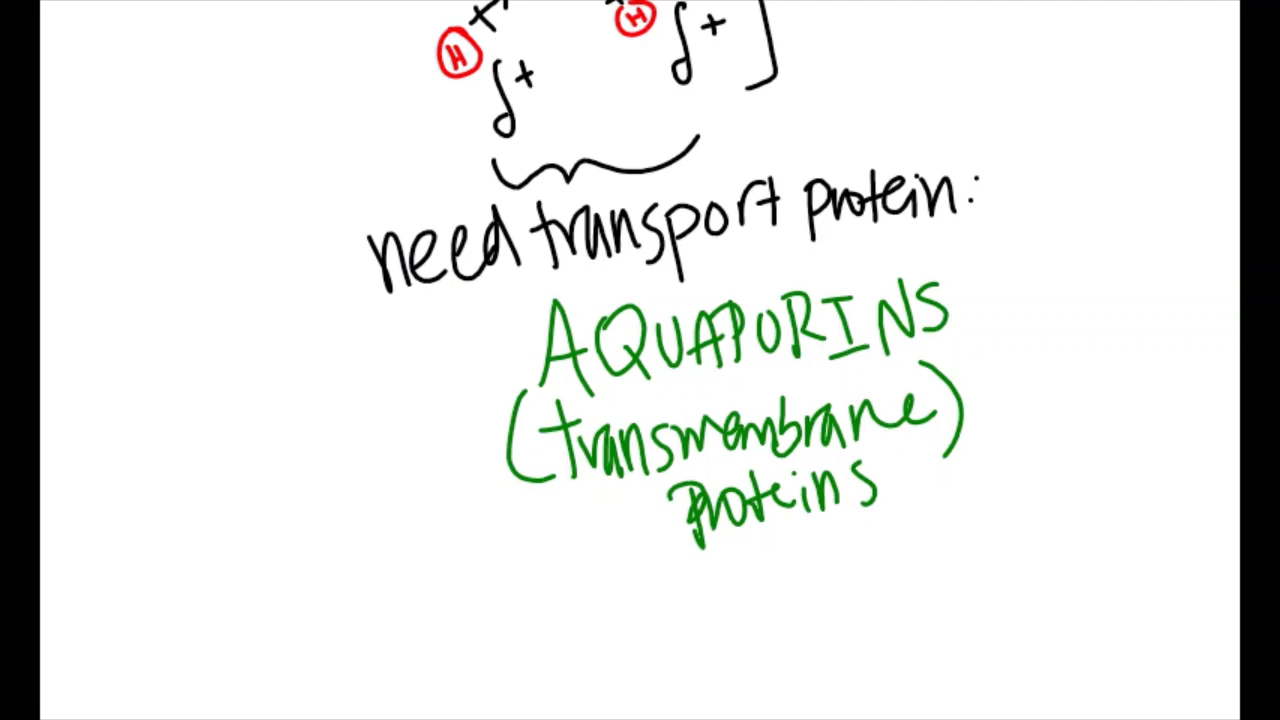 H H
δ+ δ+ ]
need transport protein:
AQUAPORINS
(transmembrane)
proteins